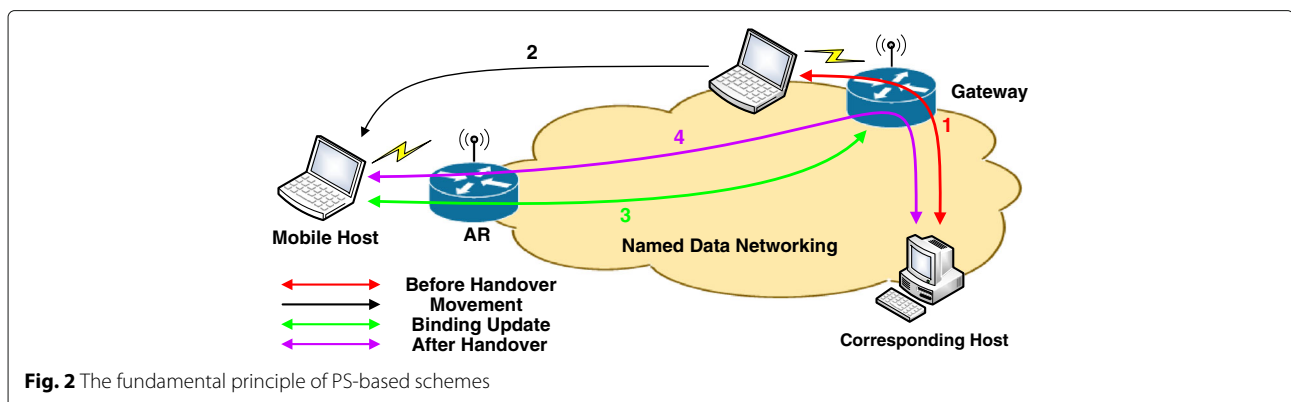 2
Gateway
1
4
3
Mobile Host
AR
Named Data Networking
Corresponding Host
Before Handover
Movement
Binding Update
After Handover
Fig. 2 The fundamental principle of PS-based schemes